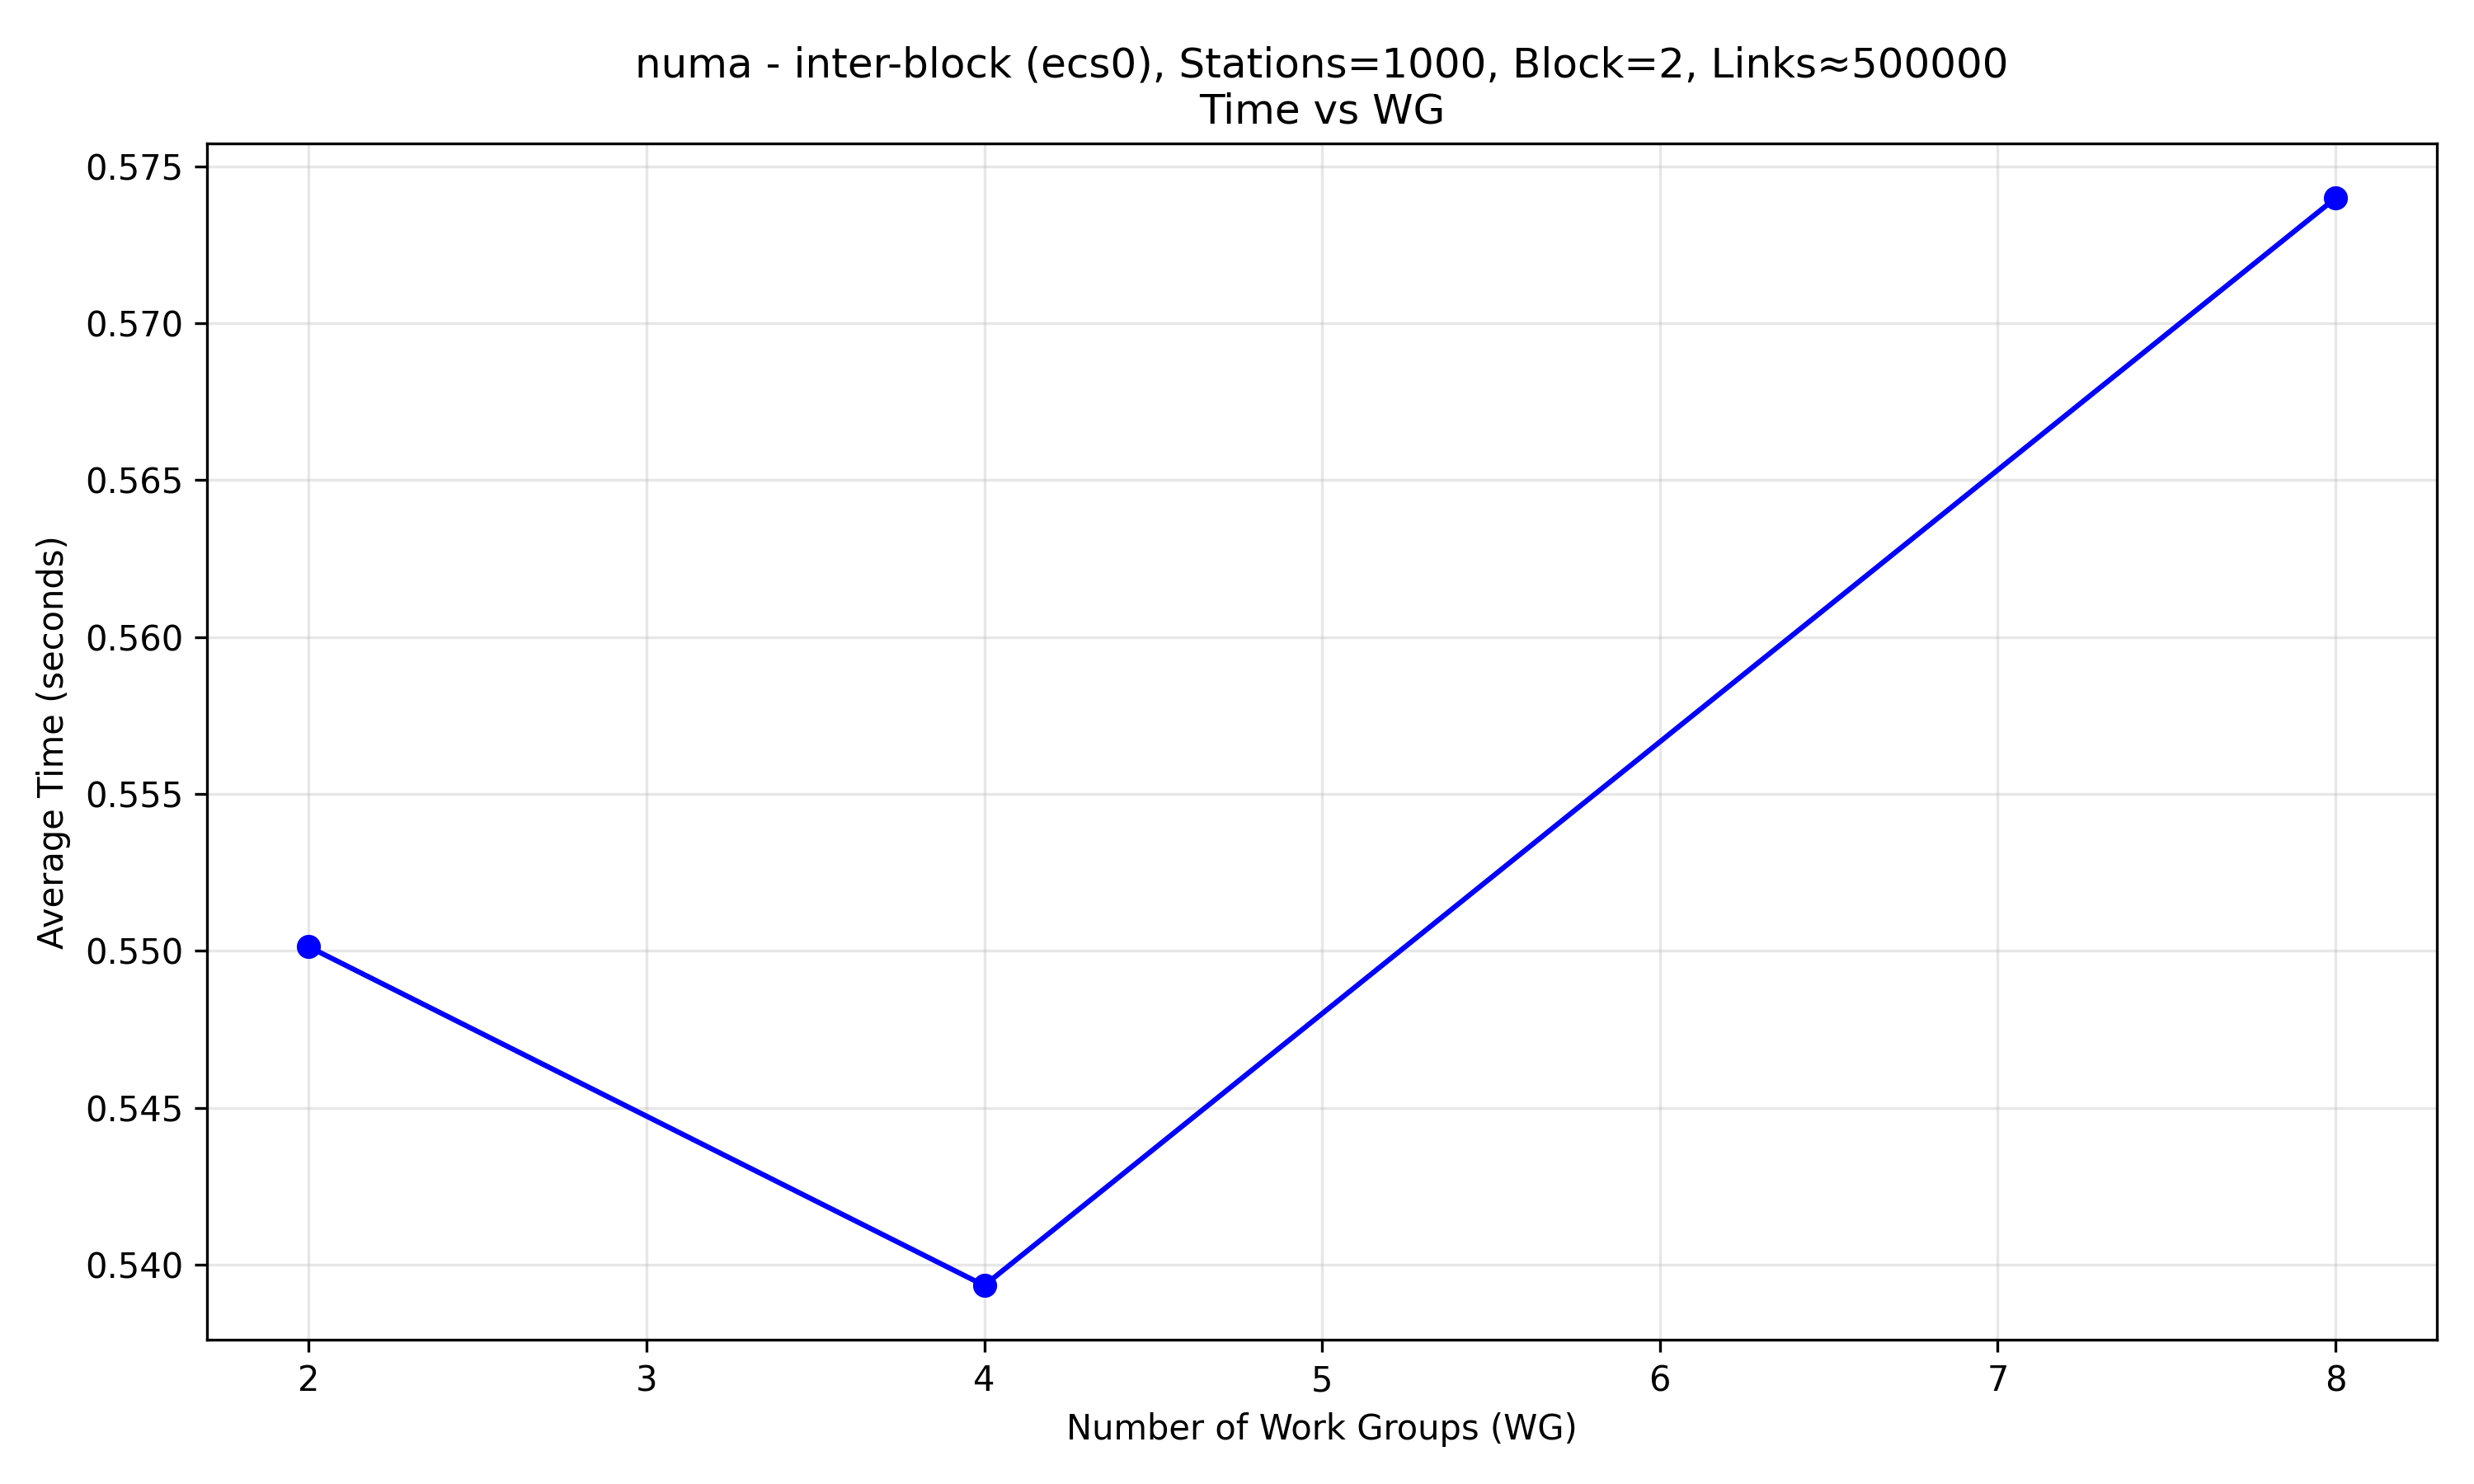 numa - inter-block (ecs0), Stations=1000, Block=2, Links≈500000
Time vs WG
0.575
0.570
0.565
0.560
0.555
0.550
0.545
0.540
Average Time (seconds)
2 3 4 5 6 7 8
Number of Work Groups (WG)